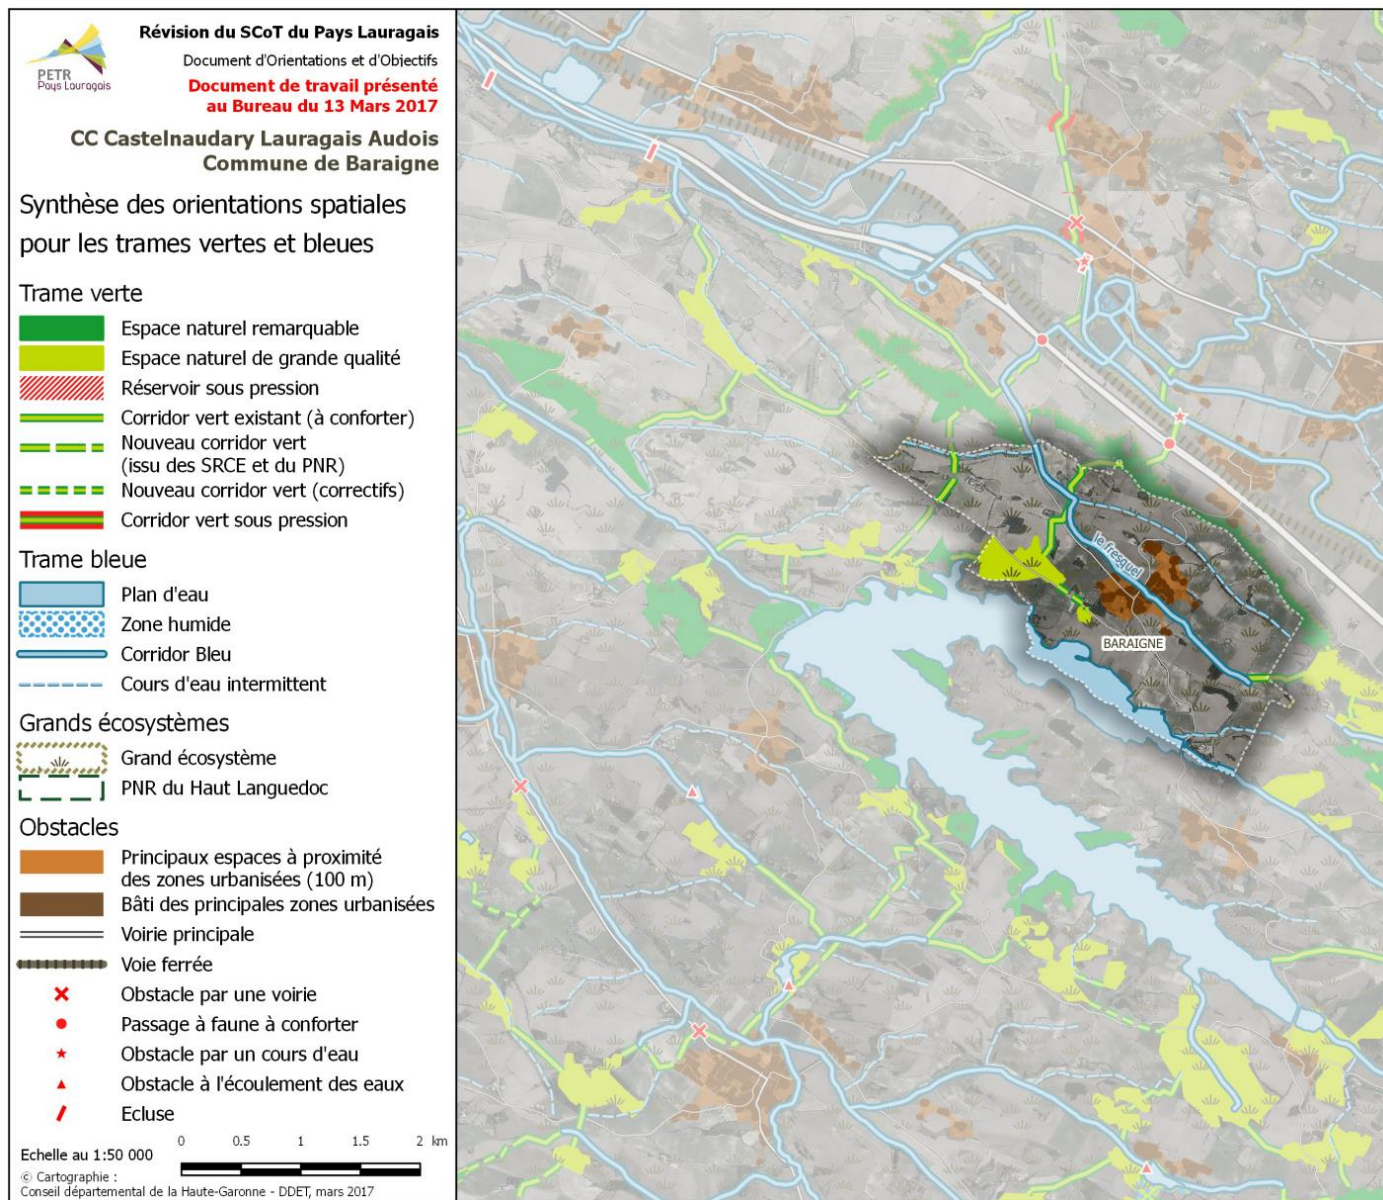 PETR
Pays Lauragais
Révision du SCoT du Pays Lauragais
Document d'Orientations et d'Objectifs
Document de travail présenté
au Bureau du 13 Mars 2017
CC Castelnaudary Lauragais Audois
Commune de Baraigne
Synthèse des orientations spatiales
pour les trames vertes et bleues
Trame verte
Espace naturel remarquable
Espace naturel de grande qualité
Réservoir sous pression
Corridor vert existant (à conforter)
Nouveau corridor vert
(issu des SRCE et du PNR)
Nouveau corridor vert (correctifs)
Corridor vert sous pression
Trame bleue
Plan d'eau
Zone humide
Corridor Bleu
Cours d'eau intermittent
Grands écosystèmes
Grand écosystème
PNR du Haut Languedoc
Obstacles
Principaux espaces à proximité
des zones urbanisées (100 m)
Bâti des principales zones urbanisées
Voirie principale
Voie ferrée
Obstacle par une voirie
Passage à faune à conforter
Obstacle par un cours d'eau
Obstacle à l'écoulement des eaux
Ecluse
Echelle au 1:50 000
0 0.5 1 1.5 2 km
© Cartographie :
Conseil départemental de la Haute-Garonne - DDET, mars 2017
le fresquel
BARAIGNE